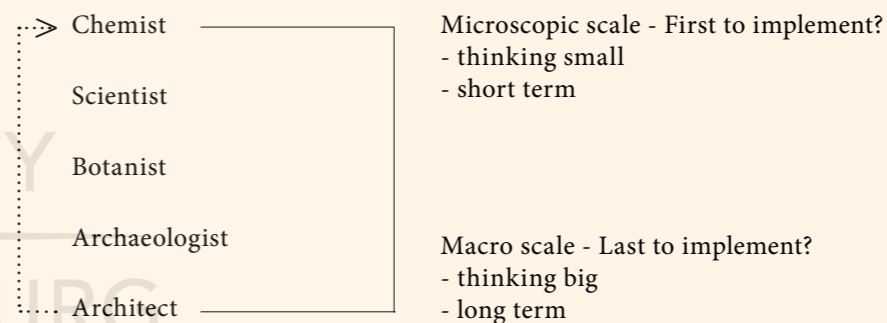 Chemist
Scientist
Botanist
Archaeologist
Architect
Microscopic scale - First to implement?
- thinking small
- short term
Macro scale - Last to implement?
- thinking big
- long term